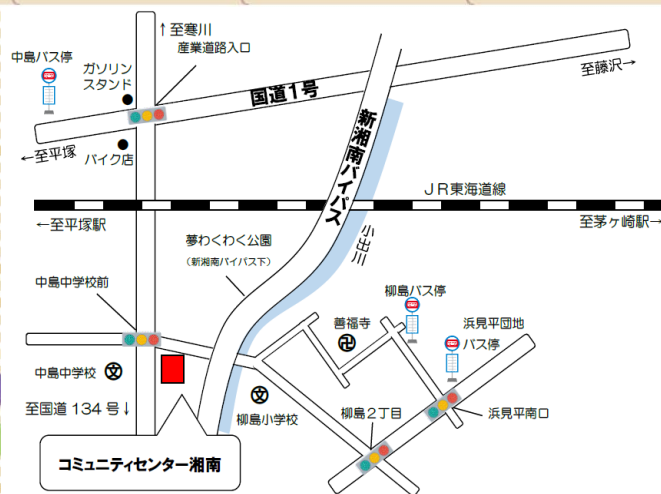 ↑至寒川
産業道路入口
中島バス停
ガソリン
スタンド
国道1号
至藤沢→
←至平塚
バイク店
新湘南バイパス
JR東海道線
←至平塚駅
至茅ヶ崎駅→
小出川
夢わくわく公園
(新湘南バイパス下)
中島中学校前
柳島バス停
善福寺
浜見平団地
バス停
中島中学校
文
文
柳島小学校
至国道134号↓
柳島2丁目
浜見平南口
コミュニティセンター湘南